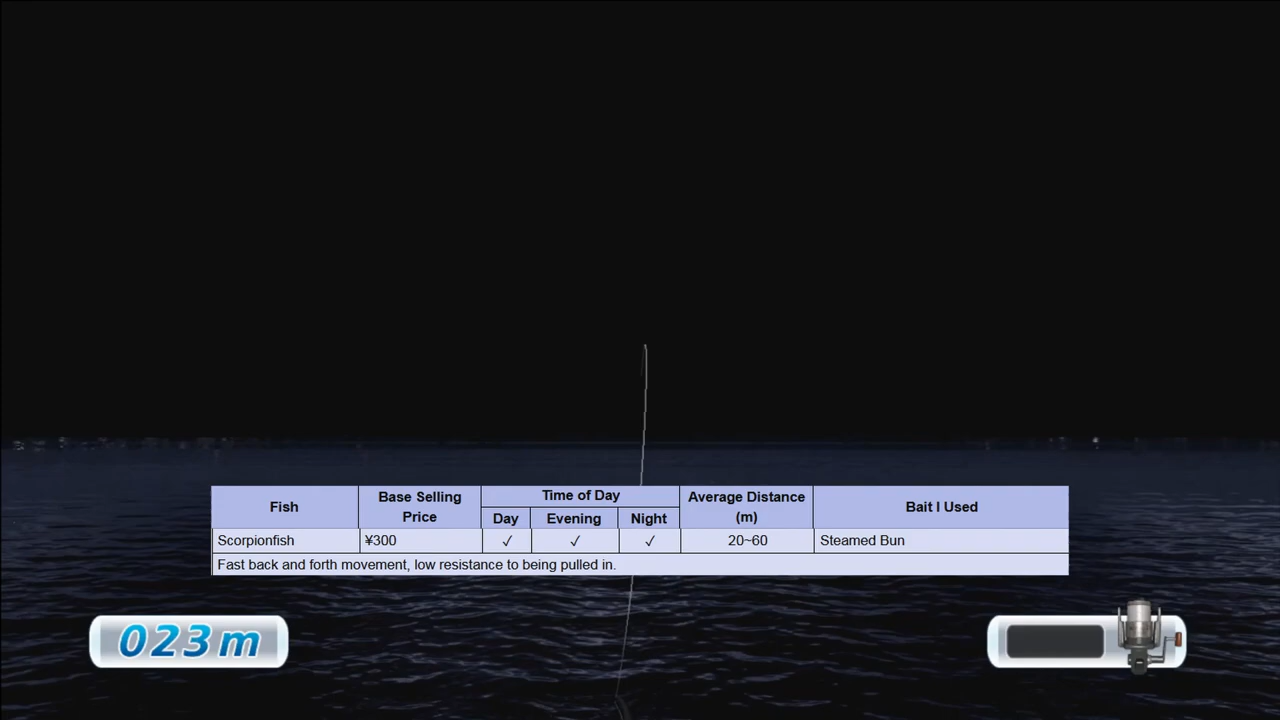 Fish
Base Selling
Price
Time of Day
Day Evening Night
Average Distance
(m)
Bait I Used
Scorpionfish ¥300 ✓ ✓ ✓ 20~60 Steamed Bun
Fast back and forth movement, low resistance to being pulled in.
023m